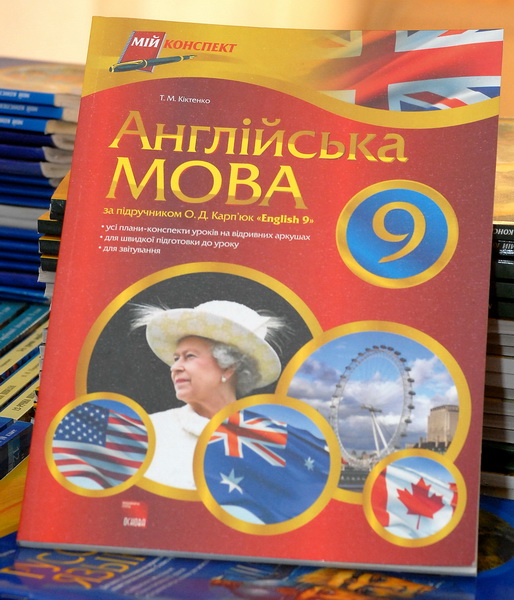 МІЙ КОНСПЕКТ
Т. М. Кіктенко
Англійська
мова
за підручником О. Д. Карп'юк «English 9»
• усі плани-конспекти уроків на відривних аркушах
• для швидкої підготовки до уроку
• для звітування
9
ОСНОВА